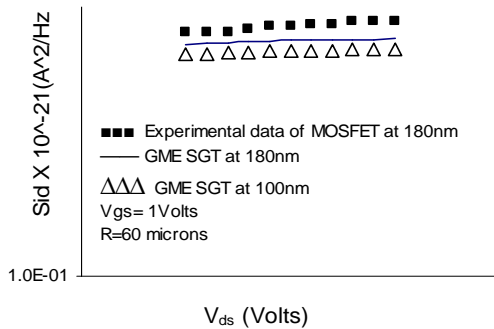 Sid X 10^-21(A^2/Hz
Experimental data of MOSFET at 180nm
GME SGT at 180nm
GME SGT at 100nm
Vgs= 1Volts
R=60 microns
1.0E-01
Vds (Volts)